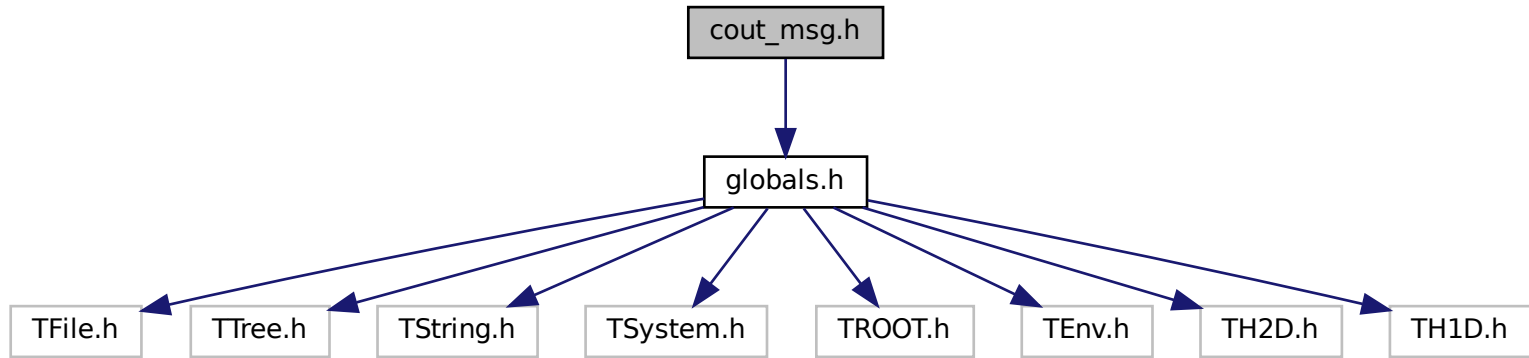 cout_msg.h
globals.h
TFile.h
TTree.h
TString.h
TSystem.h
TROOT.h
TEnv.h
TH2D.h
TH1D.h